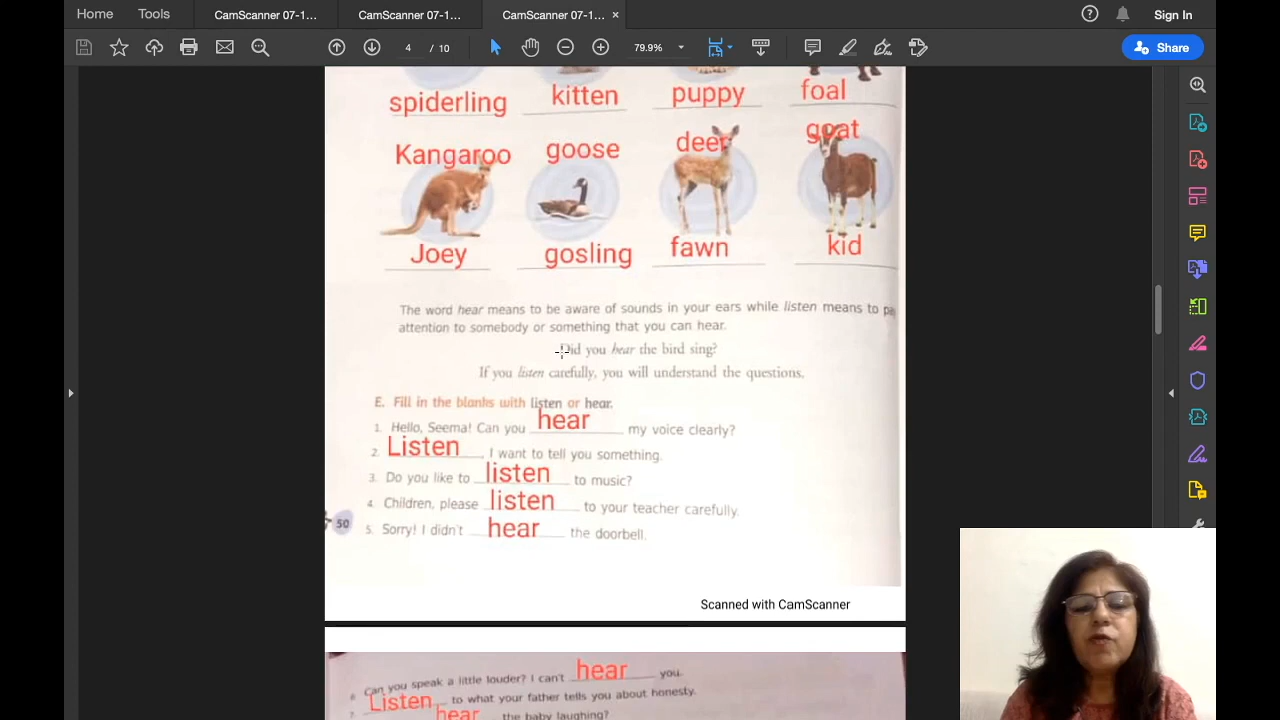 Home Tools CamScanner 07-1... CamScanner 07-1... CamScanner 07-1... × Sign In
4 / 10 79.9% Share
spiderling kitten puppy foal
Kangaroo goose deer goat
Joey gosling fawn kid
The word hear means to be aware of sounds in your ears while listen means to
attention to somebody or something that you can hear.
Did you hear the bird sing?
If you listen carefully, you will understand the questions.
E. Fill in the blanks with listen or hear.
1. Hello, Seema! Can you hear my voice clearly?
2. Listen, I want to tell you something.
3. Do you like to listen to music?
4. Children, please listen to your teacher carefully.
50
5. Sorry! I didn't hear the doorbell.
Scanned with CamScanner
6. Can you speak a little louder? I can't hear you.
7. Listen to what your father tells you about honesty.
hear the baby laughing?